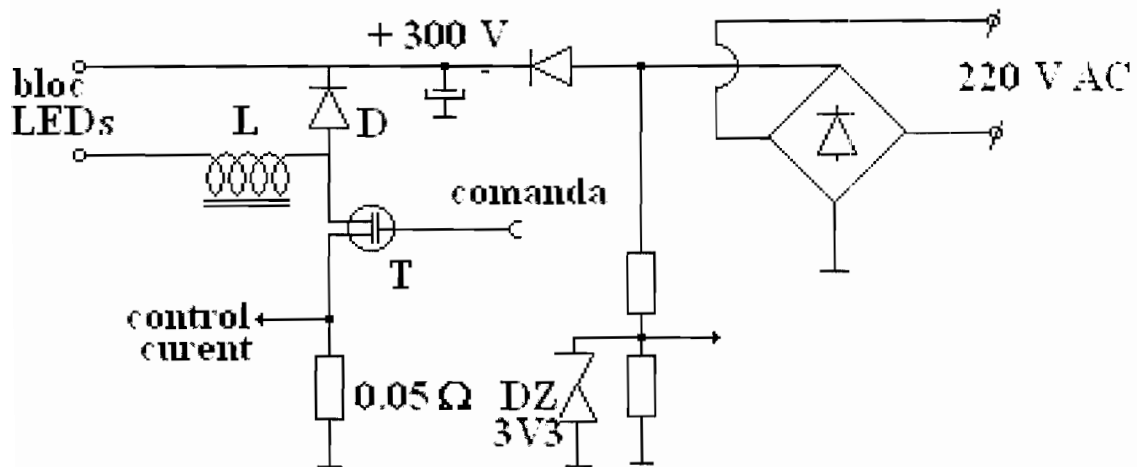 + 300 V
220 V AC
bloc
LEDs
L
D
comanda
T
control
curent
0.05 Ω
DZ
3V3